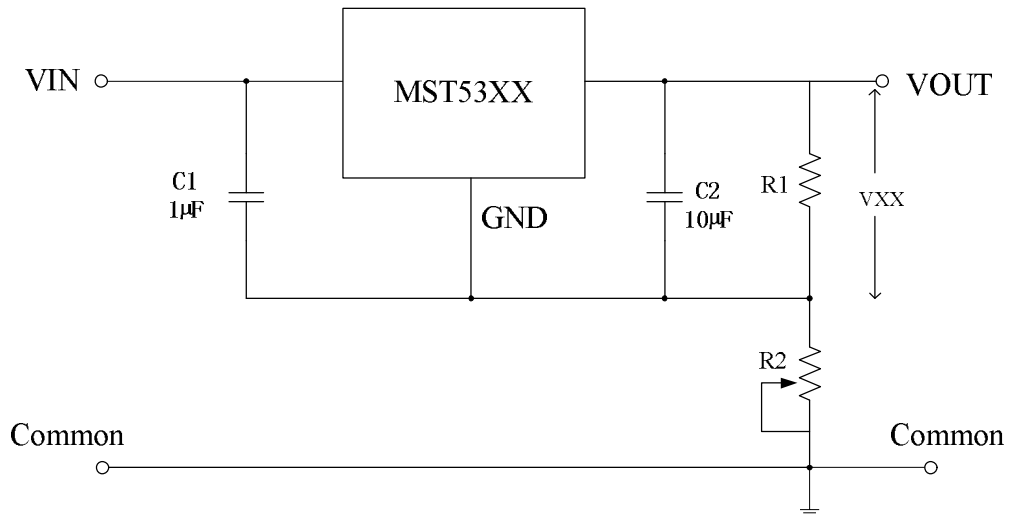 VIN
MST53XX
VOUT
C1
1μF
GND
C2
10μF
R1
VXX
R2
Common
Common